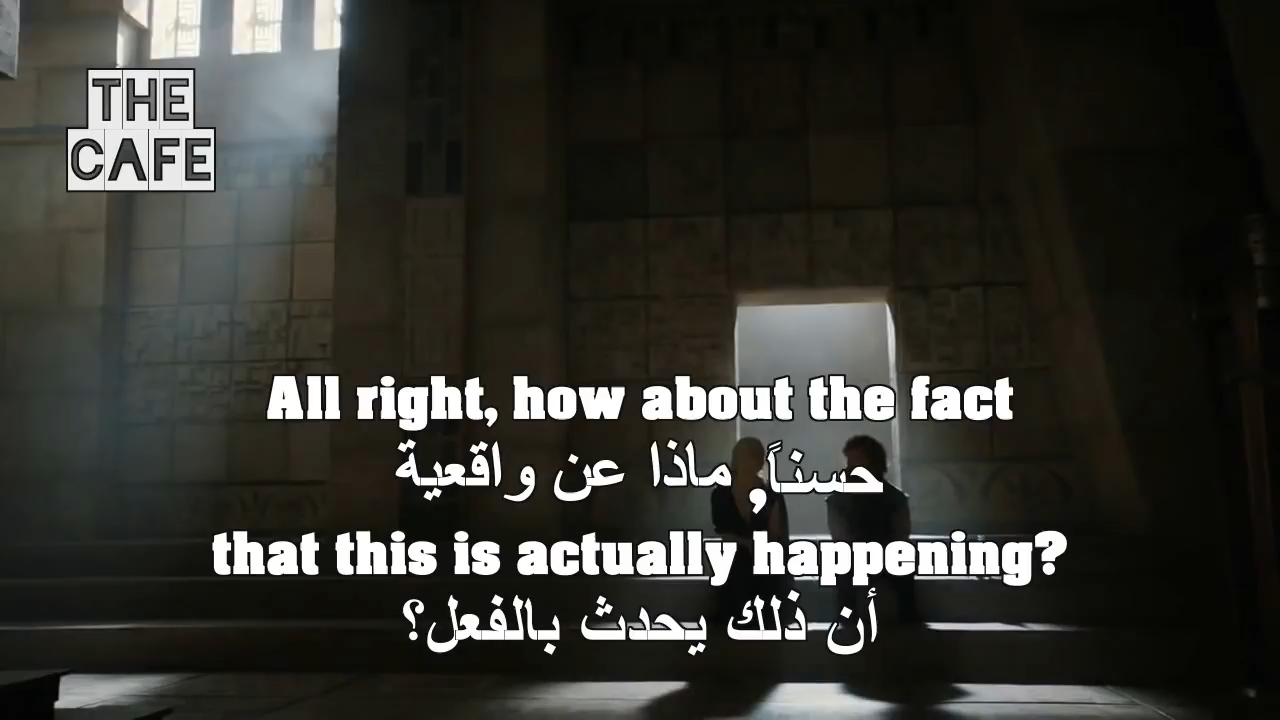 THE
CAFE
All right, how about the fact
حسناً, ماذا عن واقعية
that this is actually happening?
أن ذلك يحدث بالفعل؟